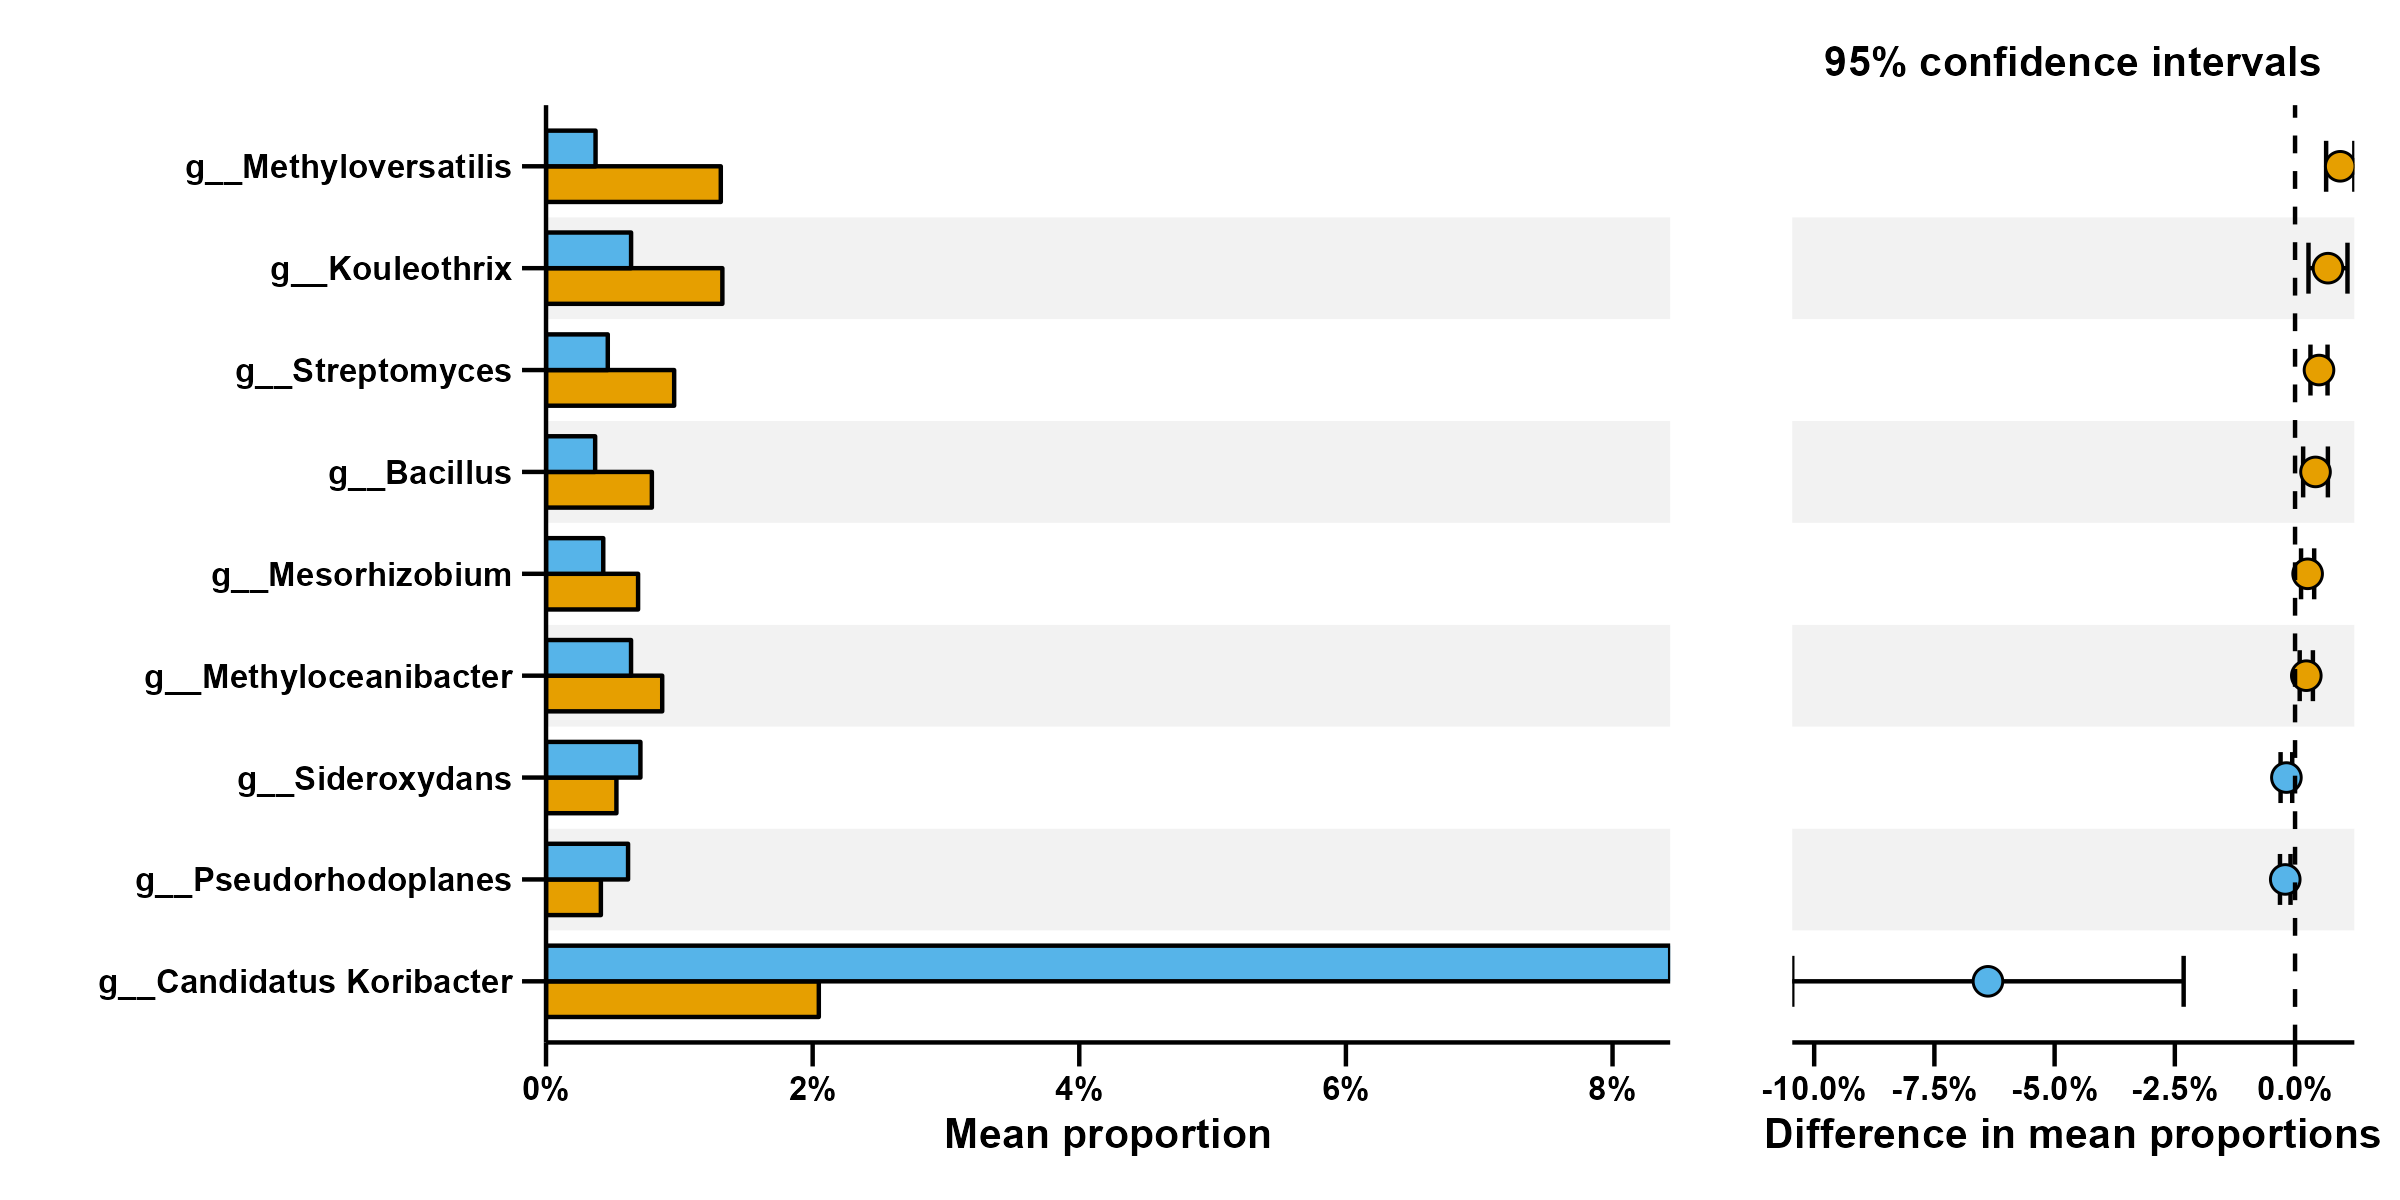 95% confidence intervals
g__Methyloversatilis
g__Kouleothrix
g__Streptomyces
g__Bacillus
g__Mesorhizobium
g__Methyloceanibacter
g__Sideroxydans
g__Pseudorhodoplanes
g__Candidatus Koribacter
0% 2% 4% 6% 8%
-10.0% -7.5% -5.0% -2.5% 0.0%
Mean proportion
Difference in mean proportions